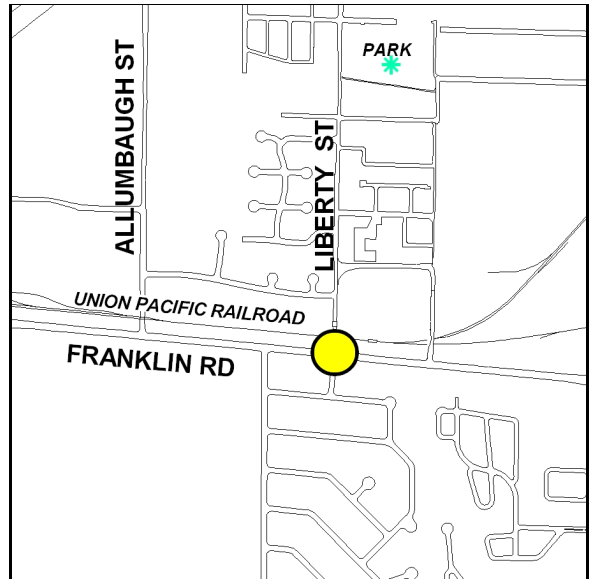 PARK
ALLUMBAUGH ST
LIBERTY ST
UNION PACIFIC RAILROAD
FRANKLIN RD